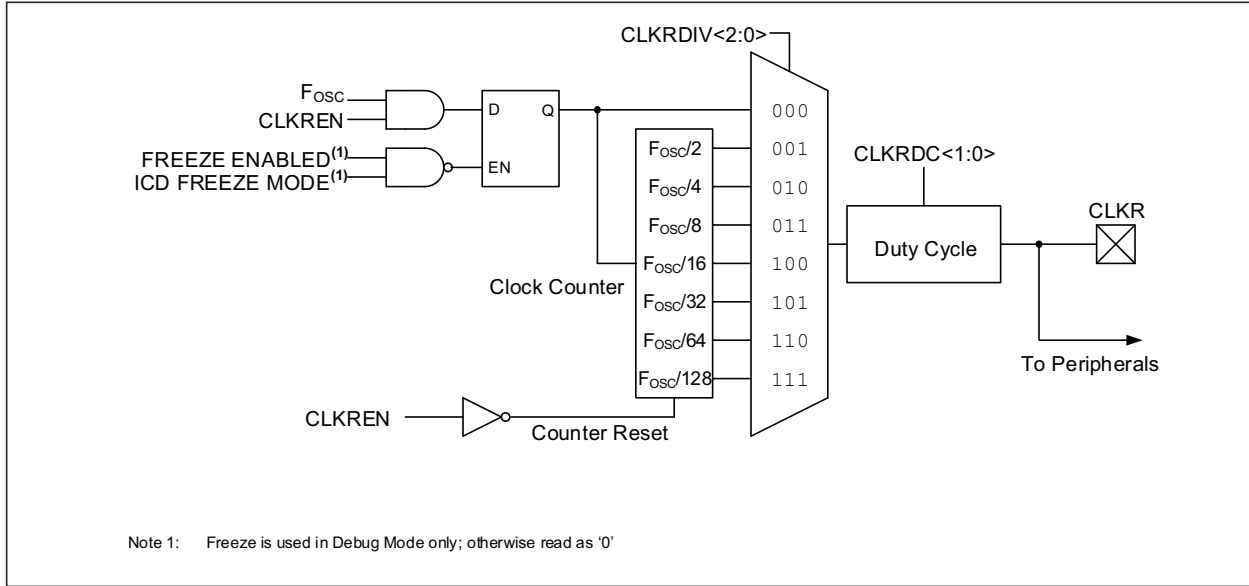 CLKRDIV<2:0>
FOSC
CLKREN
D
Q
000
FREEZE ENABLED(1)
ICD FREEZE MODE(1)
EN
FOSC/2
001
CLKRDC<1:0>
FOSC/4
010
CLKR
FOSC/8
011
Duty Cycle
FOSC/16
100
Clock Counter
FOSC/32
101
FOSC/64
110
To Peripherals
FOSC/128
111
CLKREN
Counter Reset
Note 1: Freeze is used in Debug Mode only; otherwise read as ‘0’